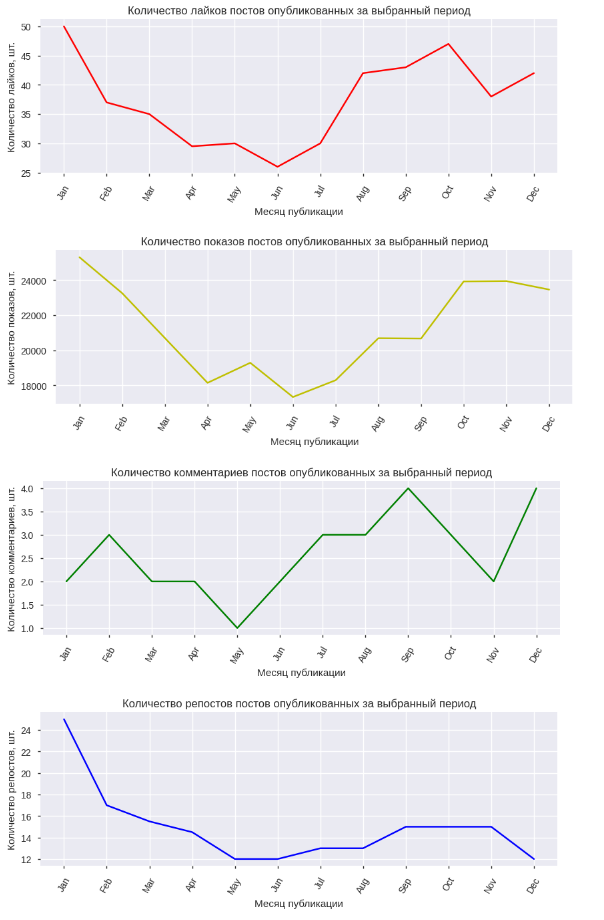 Количество лайков постов опубликованных за выбранный период
Количество лайков, шт.
50
45
40
35
30
25
Jan Feb Mar Apr May Jun Jul Aug Sep Oct Nov Dec
Месяц публикации
Количество показов постов опубликованных за выбранный период
Количество показов, шт.
24000
22000
20000
18000
Jan Feb Mar Apr May Jun Jul Aug Sep Oct Nov Dec
Месяц публикации
Количество комментариев постов опубликованных за выбранный период
Количество комментариев, шт.
4.0
3.5
3.0
2.5
2.0
1.5
1.0
Jan Feb Mar Apr May Jun Jul Aug Sep Oct Nov Dec
Месяц публикации
Количество репостов постов опубликованных за выбранный период
Количество репостов, шт.
24
22
20
18
16
14
12
Jan Feb Mar Apr May Jun Jul Aug Sep Oct Nov Dec
Месяц публикации